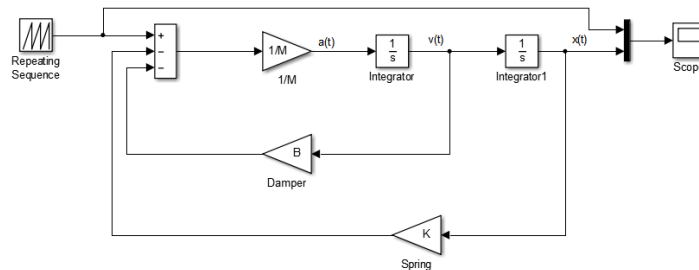 Repeating
Sequence
+
−
−
1/M
1/M
a(t)
1
s
Integrator
v(t)
1
s
Integrator1
x(t)
Scop
B
Damper
K
Spring